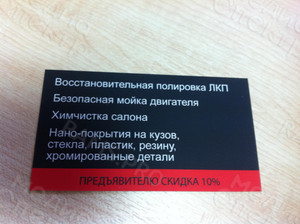 Восстановительная полировка ЛКП
Безопасная мойка двигателя
Химчистка салона
Нано-покрытия на кузов,
стекла, пластик, резину,
хромированные детали
ПРЕДЪЯВИТЕЛЮ СКИДКА 10%